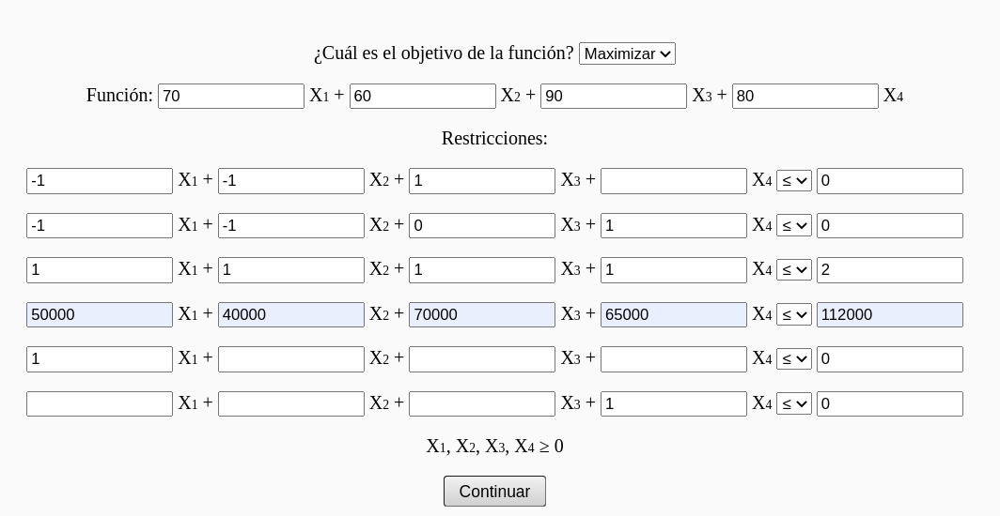 ¿Cuál es el objetivo de la función? Maximizar
Función: 70 X1 + 60 X2 + 90 X3 + 80 X4
Restricciones:
-1 X1 + -1 X2 + 1 X3 + X4 ≤ 0
-1 X1 + -1 X2 + 0 X3 + 1 X4 ≤ 0
1 X1 + 1 X2 + 1 X3 + 1 X4 ≤ 2
50000 X1 + 40000 X2 + 70000 X3 + 65000 X4 ≤ 112000
1 X1 + X2 + X3 + X4 ≤ 0
X1 + X2 + X3 + 1 X4 ≤ 0
X1, X2, X3, X4 ≥ 0
Continuar